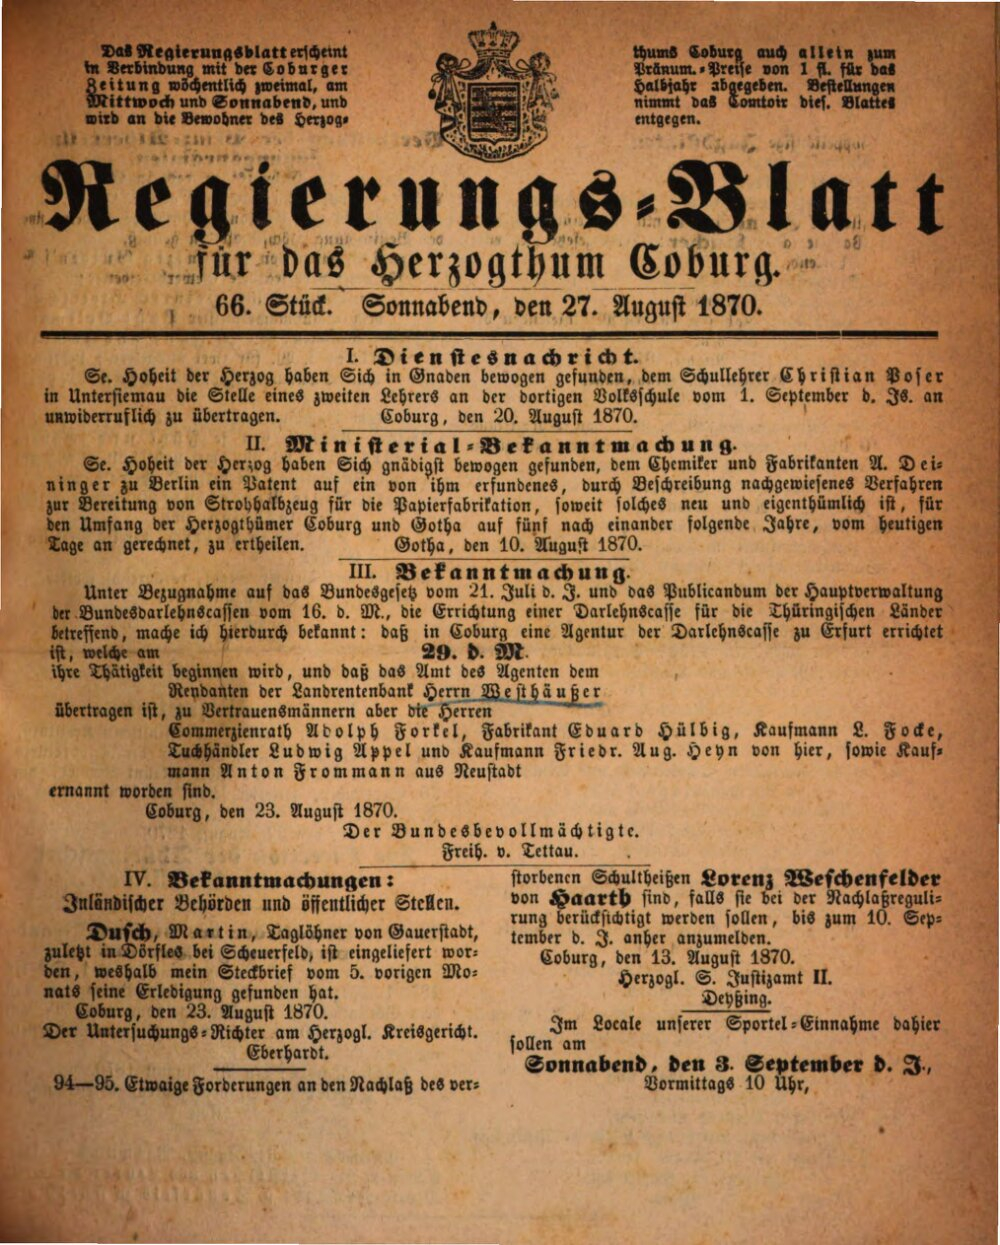 Das Regierungsblatt erscheint
in Verbindung mit der Coburger
Zeitung wöchentlich zweimal, am
Mittwoch und Sonnabend, und
wird an die Bewohner des Herzog-
thums Coburg auch allein zum
Pränum.-Preise von 1 fl. für das
Halbjahr abgegeben. Bestellungen
nimmt das Comtoir dies. Blattes
entgegen.
Regierungs-Blatt
für das Herzogthum Coburg.
66. Stück. Sonnabend, den 27. August 1870.
I. Dienstesnachricht.
Se. Hoheit der Herzog haben Sich in Gnaden bewogen gefunden, dem Schullehrer Christian Poser
in Untersiemau die Stelle eines zweiten Lehrers an der dortigen Volksschule vom 1. September d. Js. an
unwiderruflich zu übertragen. Coburg, den 20. August 1870.
II. Ministerial-Bekanntmachung.
Se. Hoheit der Herzog haben Sich gnädigst bewogen gefunden, dem Chemiker und Fabrikanten A. Dei-
ninger zu Berlin ein Patent auf ein von ihm erfundenes, durch Beschreibung nachgewiesenes Verfahren
zur Bereitung von Strohhalbzeug für die Papierfabrikation, soweit solches neu und eigenthümlich ist, für
den Umfang der Herzogthümer Coburg und Gotha auf fünf nach einander folgende Jahre, vom heutigen
Tage an gerechnet, zu ertheilen. Gotha, den 10. August 1870.
III. Bekanntmachung.
Unter Bezugnahme auf das Bundesgesetz vom 21. Juli d. J. und das Publicandum der Hauptverwaltung
der Bundesdarlehnscassen vom 16. d. M., die Errichtung einer Darlehnscasse für die Thüringischen Länder
betreffend, mache ich hierdurch bekannt: daß in Coburg eine Agentur der Darlehnscasse zu Erfurt errichtet
ist, welche am 29. d. M.
ihre Thätigkeit beginnen wird, und daß das Amt des Agenten dem
Rendanten der Landrentenbank Herrn Westhäußer
übertragen ist, zu Vertrauensmännern aber die Herren
Commerzienrath Adolph Forkel, Fabrikant Eduard Hülbig, Kaufmann L. Focke,
Tuchhändler Ludwig Appel und Kaufmann Friedr. Aug. Heyn von hier, sowie Kauf-
mann Anton Frommann aus Neustadt
ernannt worden sind.
Coburg, den 23. August 1870.
Der Bundesbevollmächtigte.
Freih. v. Tettau.
IV. Bekanntmachungen:
Inländischer Behörden und öffentlicher Stellen.
Dusch, Martin, Taglöhner von Gauerstadt,
zuletzt in Dörfles bei Scheuerfeld, ist eingeliefert wor-
den, weshalb mein Steckbrief vom 5. vorigen Mo-
nats seine Erledigung gefunden hat.
Coburg, den 23. August 1870.
Der Untersuchungs-Richter am Herzogl. Kreisgericht.
Eberhardt.
94—95. Etwaige Forderungen an den Nachlaß des ver-
storbenen Schultheißen Lorenz Weschenfelder
von Haarth sind, falls sie bei der Nachlaßreguli-
rung berücksichtigt werden sollen, bis zum 10. Sep-
tember d. J. anher anzumelden.
Coburg, den 13. August 1870.
Herzogl. S. Justizamt II.
Deyßing.
Im Locale unserer Sportel-Einnahme dahier
sollen am
Sonnabend, den 3. September d. J.,
Vormittags 10 Uhr,